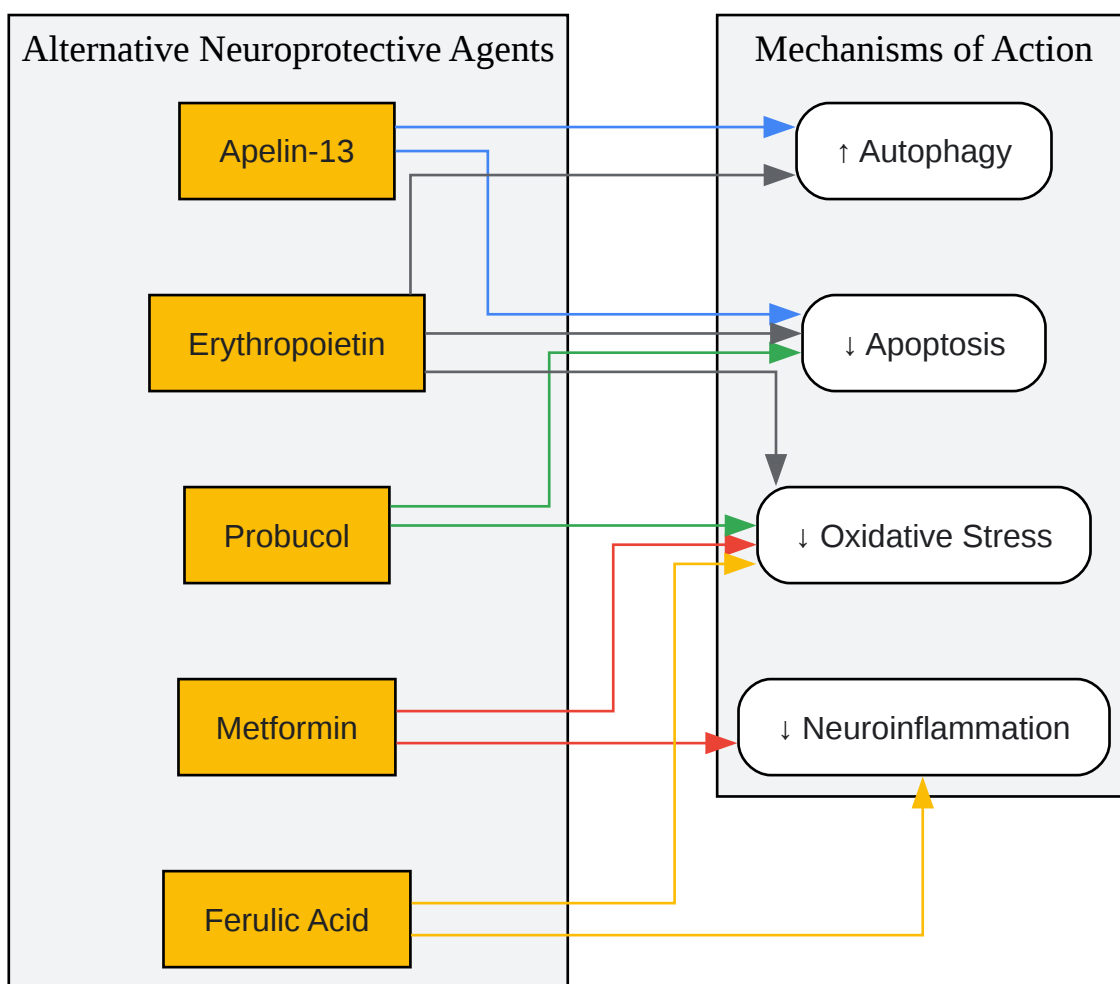 Alternative Neuroprotective Agents
Apelin-13
Erythropoietin
Probucol
Metformin
Ferulic Acid
Mechanisms of Action
↑ Autophagy
↓ Apoptosis
↓ Oxidative Stress
↓ Neuroinflammation